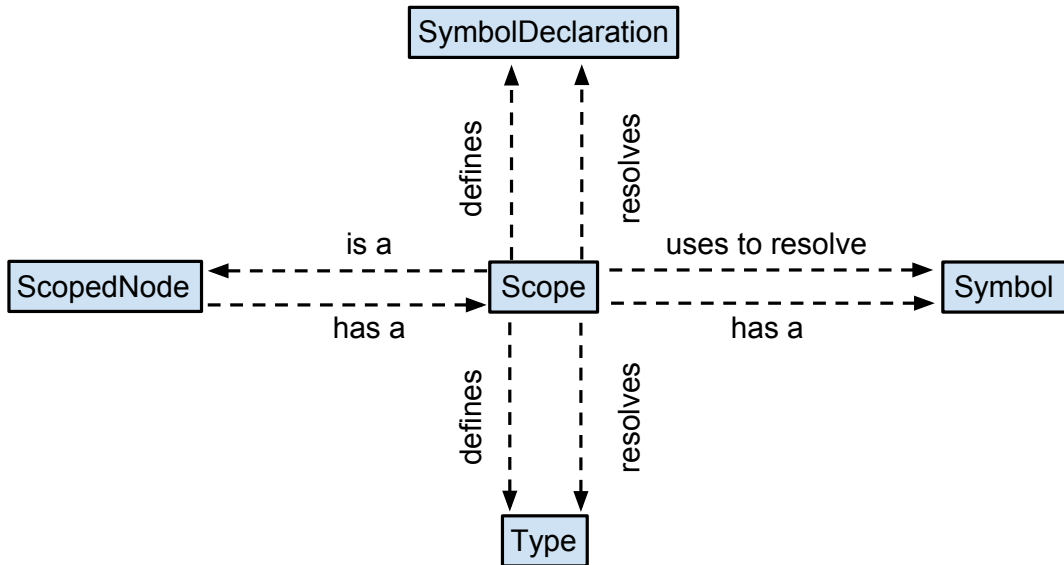 SymbolDeclaration
defines
resolves
is a
uses to resolve
ScopedNode
Scope
Symbol
has a
has a
defines
resolves
Type